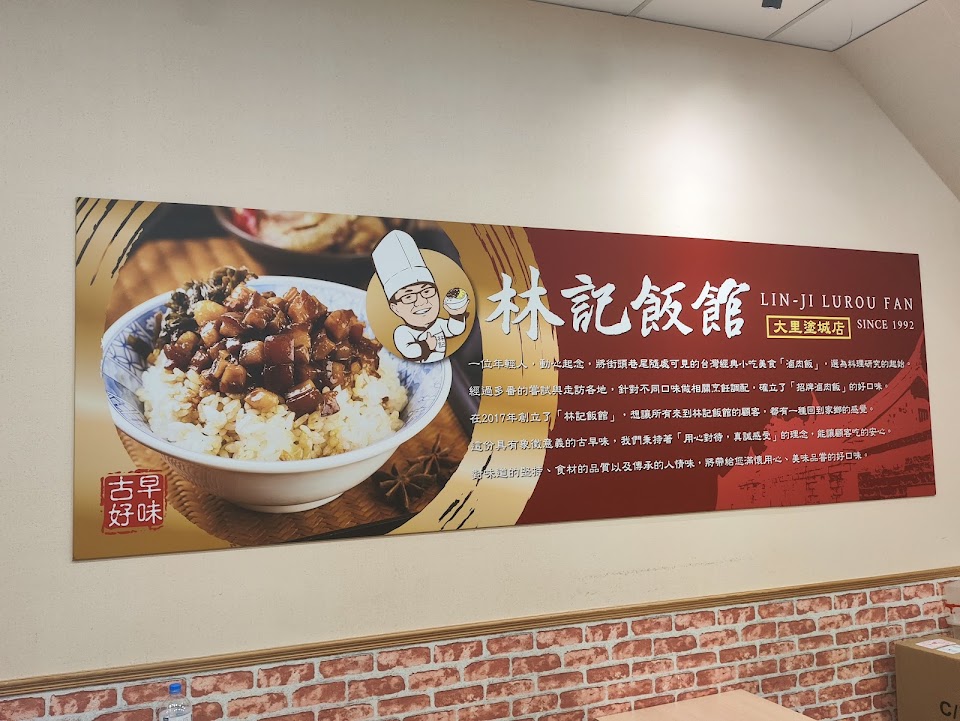 林記飯館
LIN-JI LUROU FAN
大里塗城店
SINCE 1992
一位年輕人，動心起念，將街頭巷尾隨處可見的台灣經典小吃美食「滷肉飯」，選為料理研究的起始，
經過多番的嘗試與走訪各地，針對不同口味做相關烹飪調配，確立了「招牌滷肉飯」的好口味。
在2017年創立了「林記飯館」，想讓所有來到林記飯館的顧客，都有一種回到家鄉的感覺。
這份具有象徵意義的古早味，我們秉持著「用心對待，真誠感受」的理念，能讓顧客吃的安心。
對味道的堅持、食材的品質以及傳承的人情味，將帶給您滿懷用心、美味品嘗的好口味。
古早
好味
C/